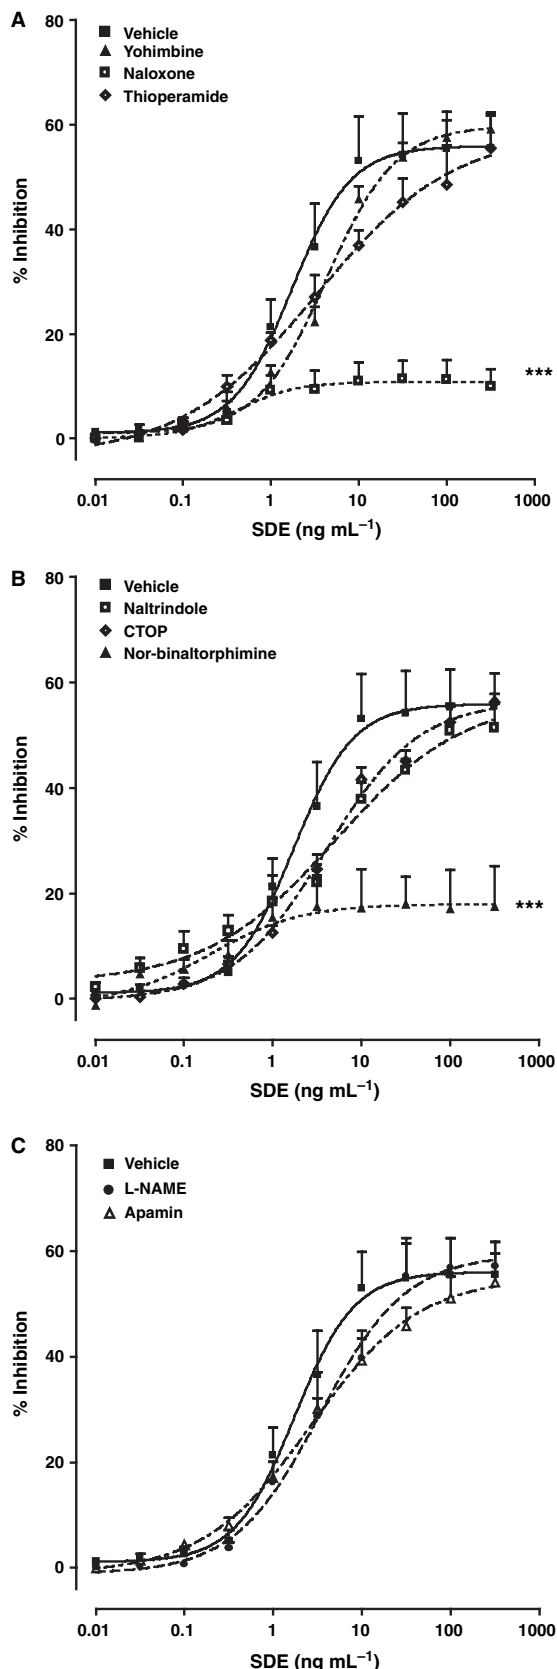 A
80
Vehicle
Yohimbine
Naloxone
Thioperamide
60
40
20
0
% Inhibition
***
0.01 0.1 1 10 100 1000
SDE (ng mL⁻¹)
B
80
Vehicle
Naltrindole
CTOP
Nor-binaltorphimine
60
40
20
0
% Inhibition
***
0.01 0.1 1 10 100 1000
SDE (ng mL⁻¹)
C
80
Vehicle
L-NAME
Apamin
60
40
20
0
% Inhibition
0.01 0.1 1 10 100 1000
SDE (ng mL⁻¹)